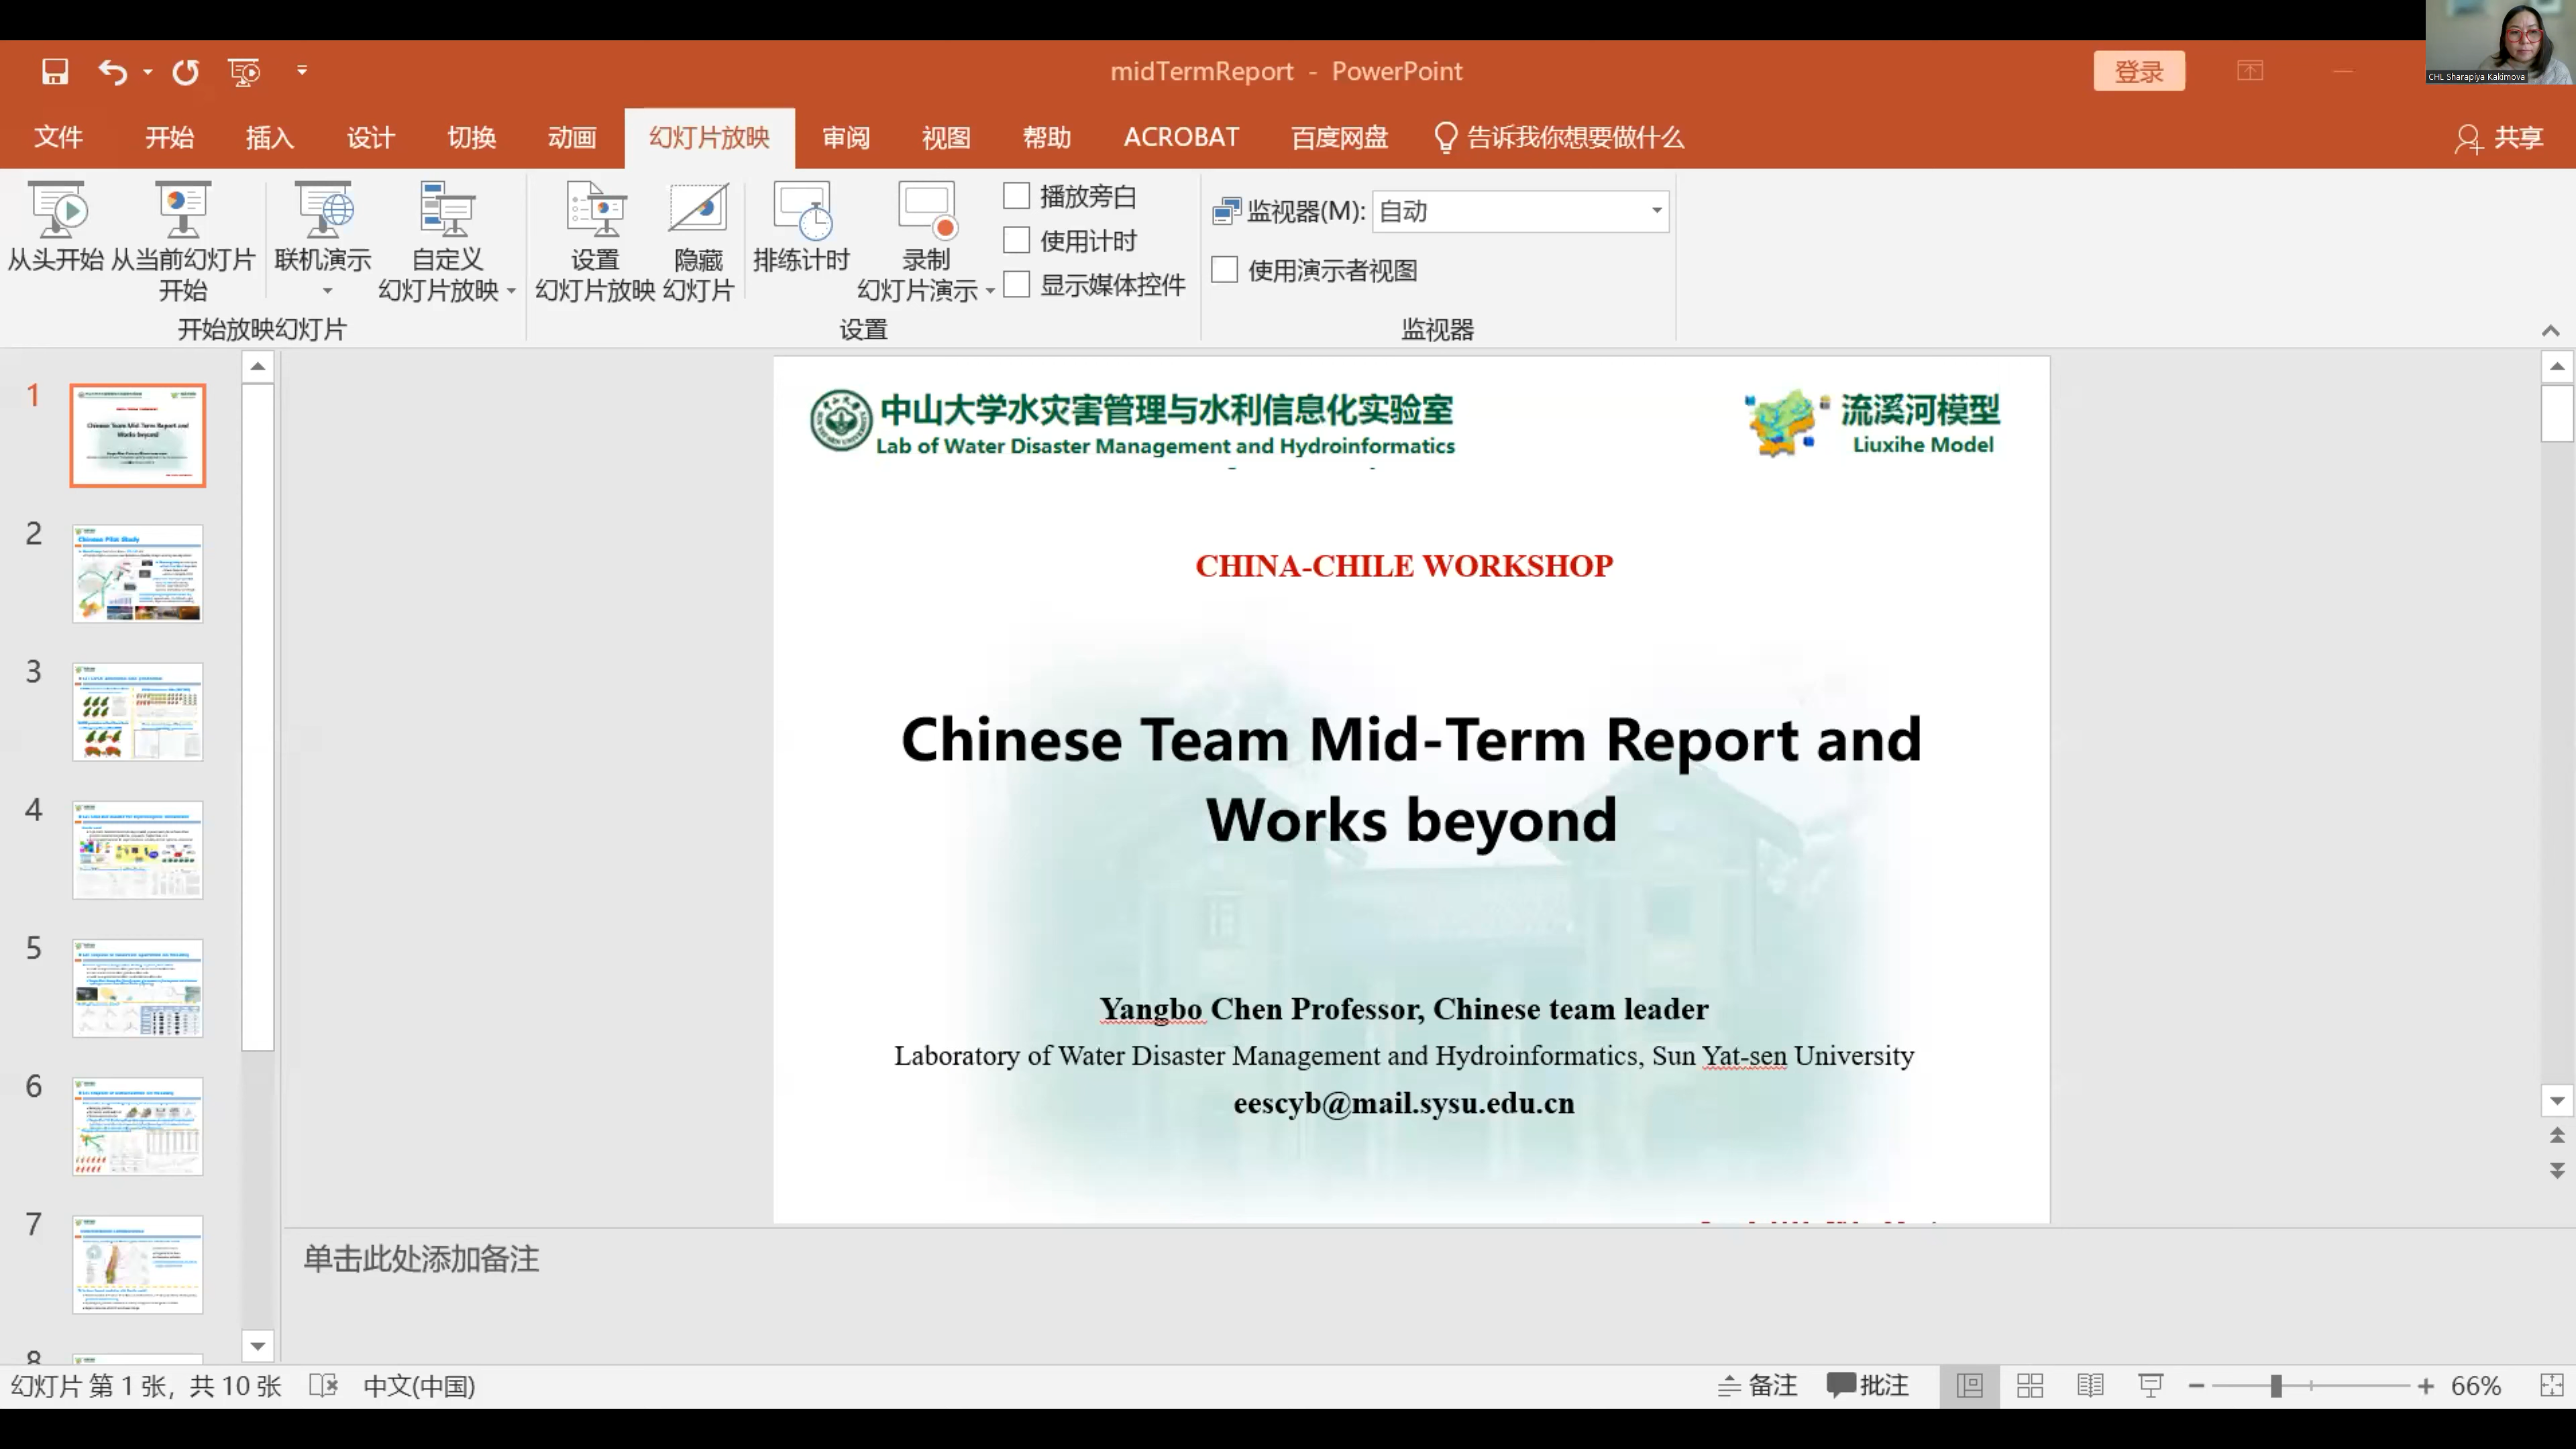 midTermReport - PowerPoint
登录
CHL Sharapiya Kakimova
文件
开始
插入
设计
切换
动画
幻灯片放映
审阅
视图
帮助
ACROBAT
百度网盘
告诉我你想要做什么
共享
从头开始
从当前幻灯片
开始
联机演示
自定义
幻灯片放映
开始放映幻灯片
设置
幻灯片放映
隐藏
幻灯片
排练计时
录制
幻灯片演示
播放旁白
使用计时
显示媒体控件
设置
监视器(M):
自动
使用演示者视图
监视器
1
2
Chinese Pilot Study
3
4
5
6
7
8
中山大学水灾害管理与水利信息化实验室
Lab of Water Disaster Management and Hydroinformatics
流溪河模型
Liuxihe Model
CHINA-CHILE WORKSHOP
Chinese Team Mid-Term Report and
Works beyond
Yangbo Chen Professor, Chinese team leader
Laboratory of Water Disaster Management and Hydroinformatics, Sun Yat-sen University
eescyb@mail.sysu.edu.cn
单击此处添加备注
幻灯片 第 1 张，共 10 张
中文(中国)
备注
批注
66%